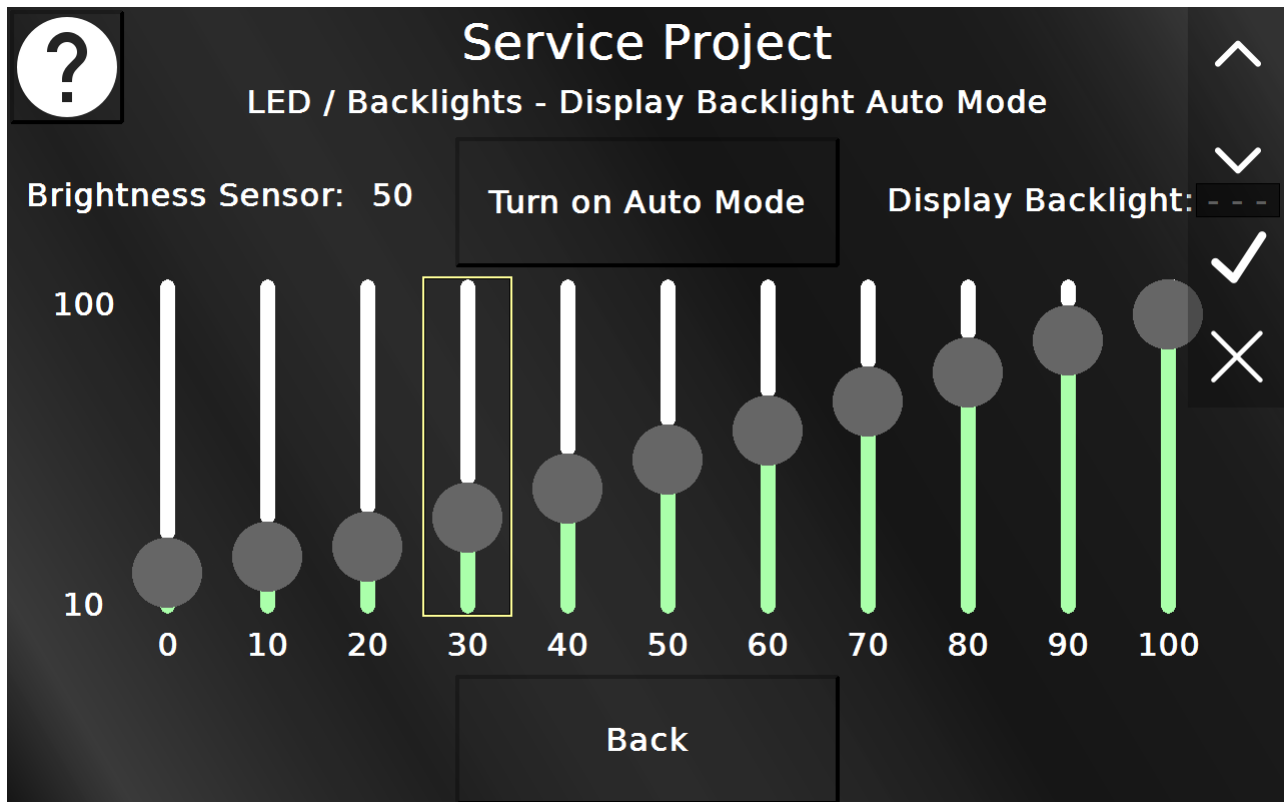 ?
Service Project
LED / Backlights - Display Backlight Auto Mode
Brightness Sensor: 50
Turn on Auto Mode
Display Backlight: - - -
100
10
0 10 20 30 40 50 60 70 80 90 100
Back